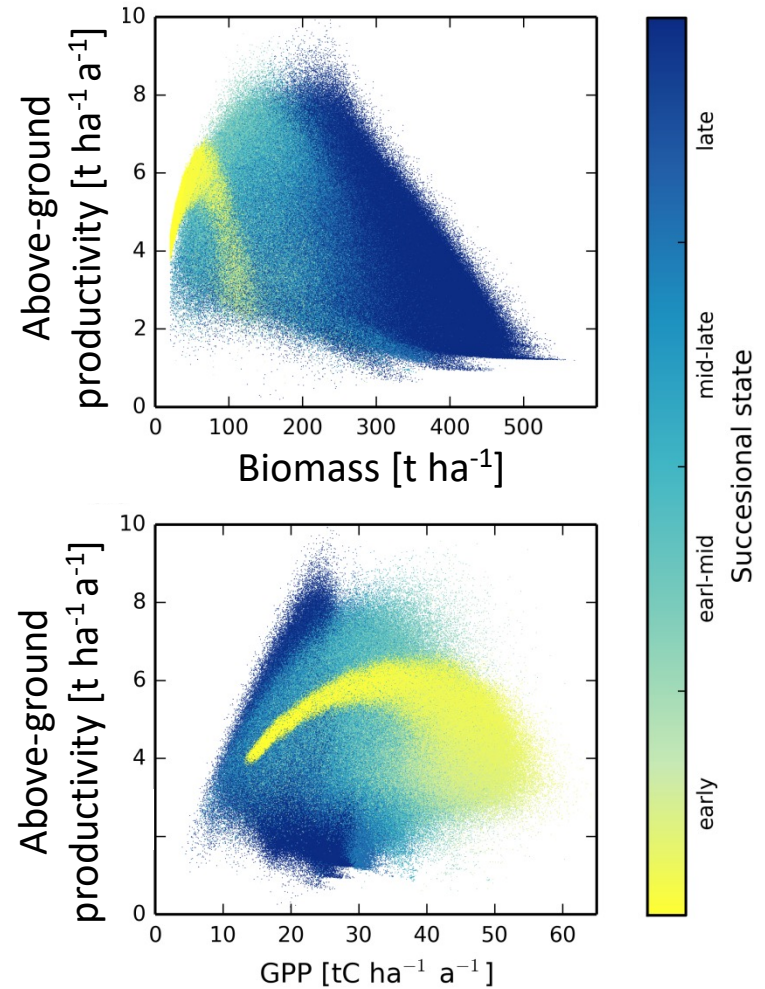 Above-ground
productivity [t ha-1 a-1]
10
8
6
4
2
0
0 100 200 300 400 500
Biomass [t ha-1]
Above-ground
productivity [t ha-1 a-1]
10
8
6
4
0
0 10 20 30 40 50 60
GPP [tC ha−1 a−1]
late
mid-late
earl-mid
early
Succesional state